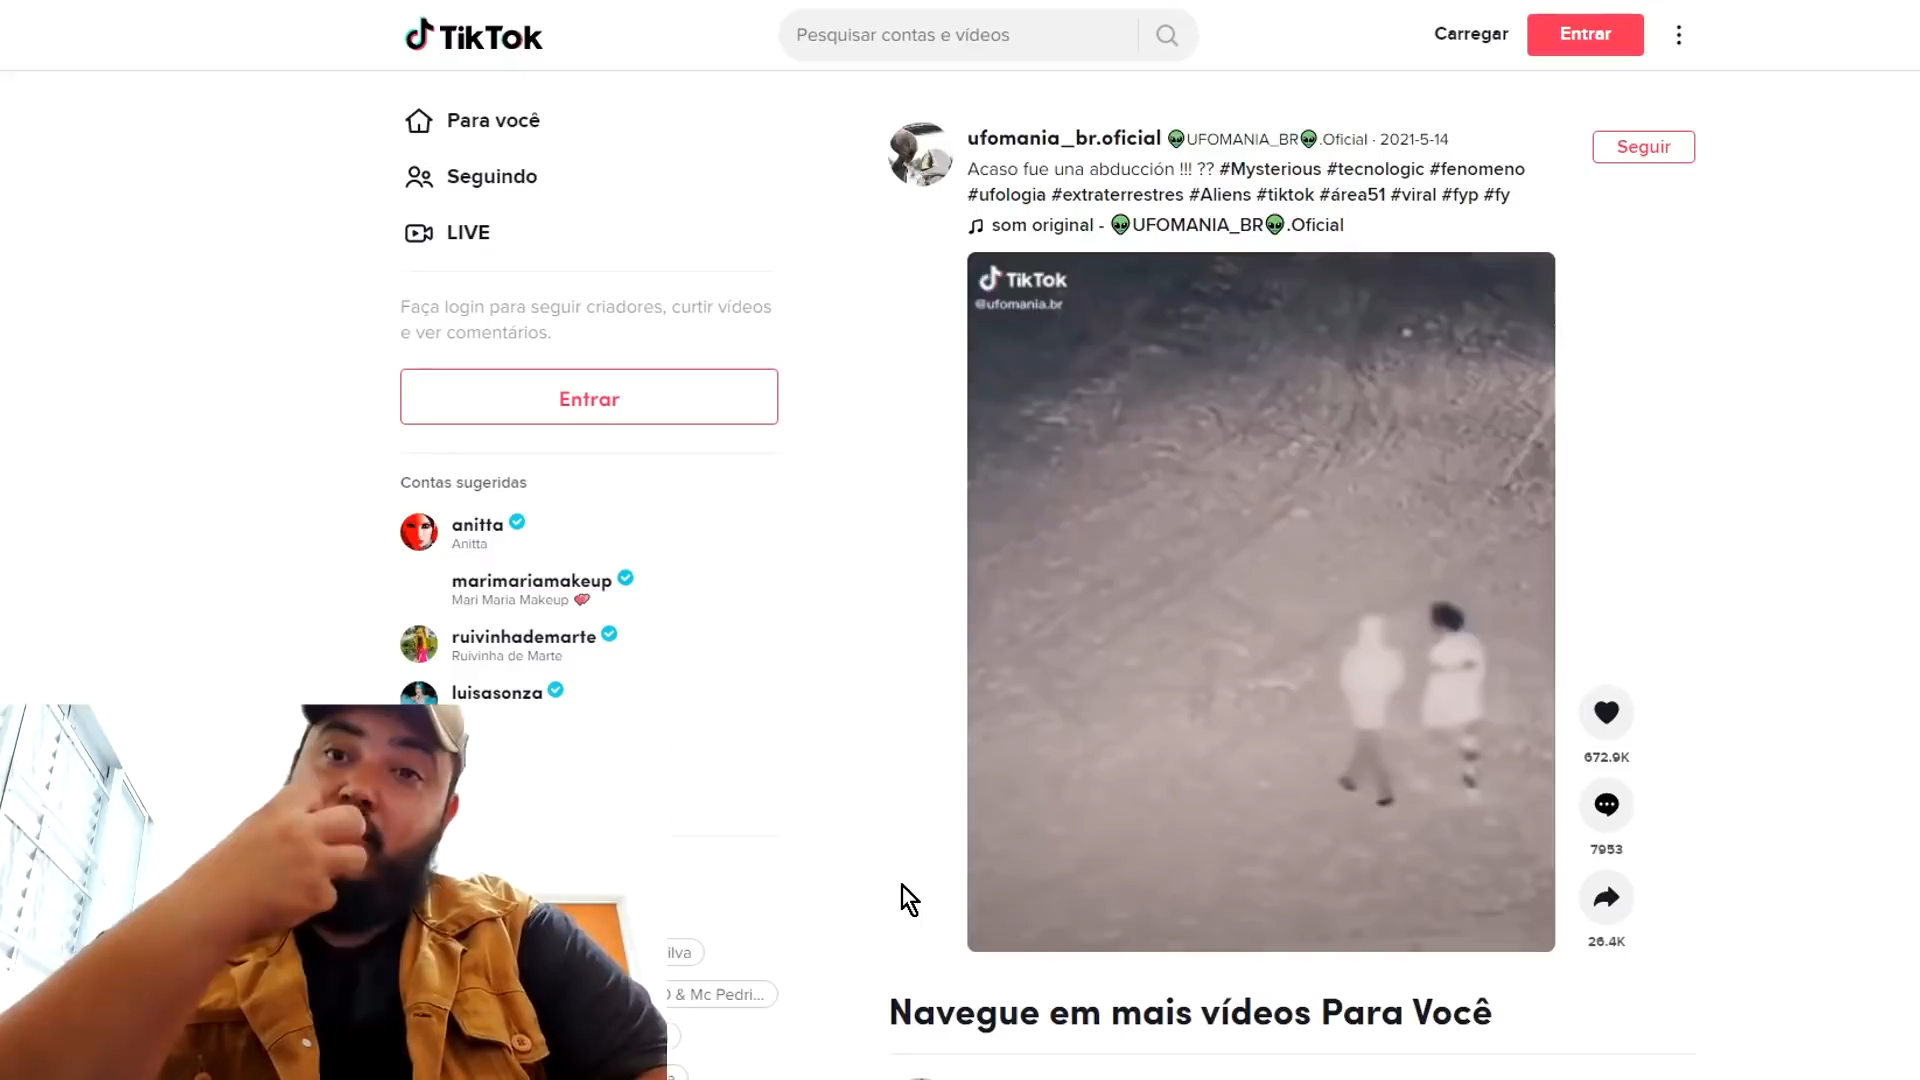 TikTok
Pesquisar contas e vídeos
Carregar
Entrar
Para você
Seguindo
LIVE
Faça login para seguir criadores, curtir vídeos
e ver comentários.
Entrar
Contas sugeridas
anitta
Anitta
marimariamakeup
Mari Maria Makeup
ruivinhademarte
Ruivinha de Marte
luisasonza
ilva
& Mc Pedri...
ufomania_br.oficial 👽UFOMANIA_BR👽.Oficial · 2021-5-14
Seguir
Acaso fue una abducción !!! ?? #Mysterious #tecnologic #fenomeno
#ufologia #extraterrestres #Aliens #tiktok #área51 #viral #fyp #fy
som original - 👽UFOMANIA_BR👽.Oficial
TikTok
@ufomania.br
672.9K
7953
26.4K
Navegue em mais vídeos Para Você